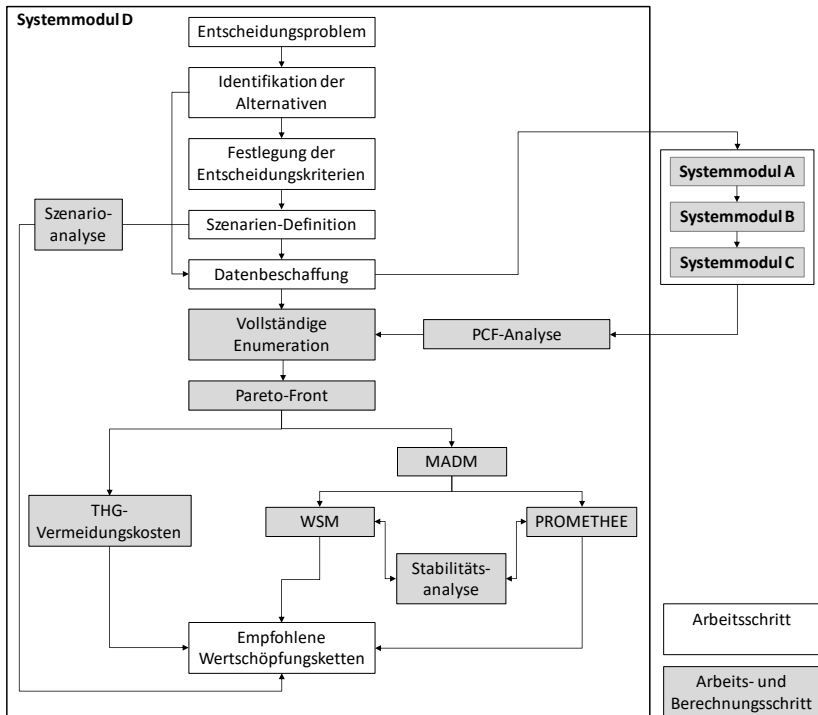 Systemmodul D
Entscheidungsproblem
Identifikation der
Alternativen
Festlegung der
Entscheidungskriterien
Szenario-
analyse
Szenarien-Definition
Datenbeschaffung
Systemmodul A
Systemmodul B
Systemmodul C
Vollständige
Enumeration
PCF-Analyse
Pareto-Front
MADM
THG-
Vermeidungskosten
WSM
PROMETHEE
Stabilitäts-
analyse
Empfohlene
Wertschöpfungsketten
Arbeitsschritt
Arbeits- und
Berechnungsschritt